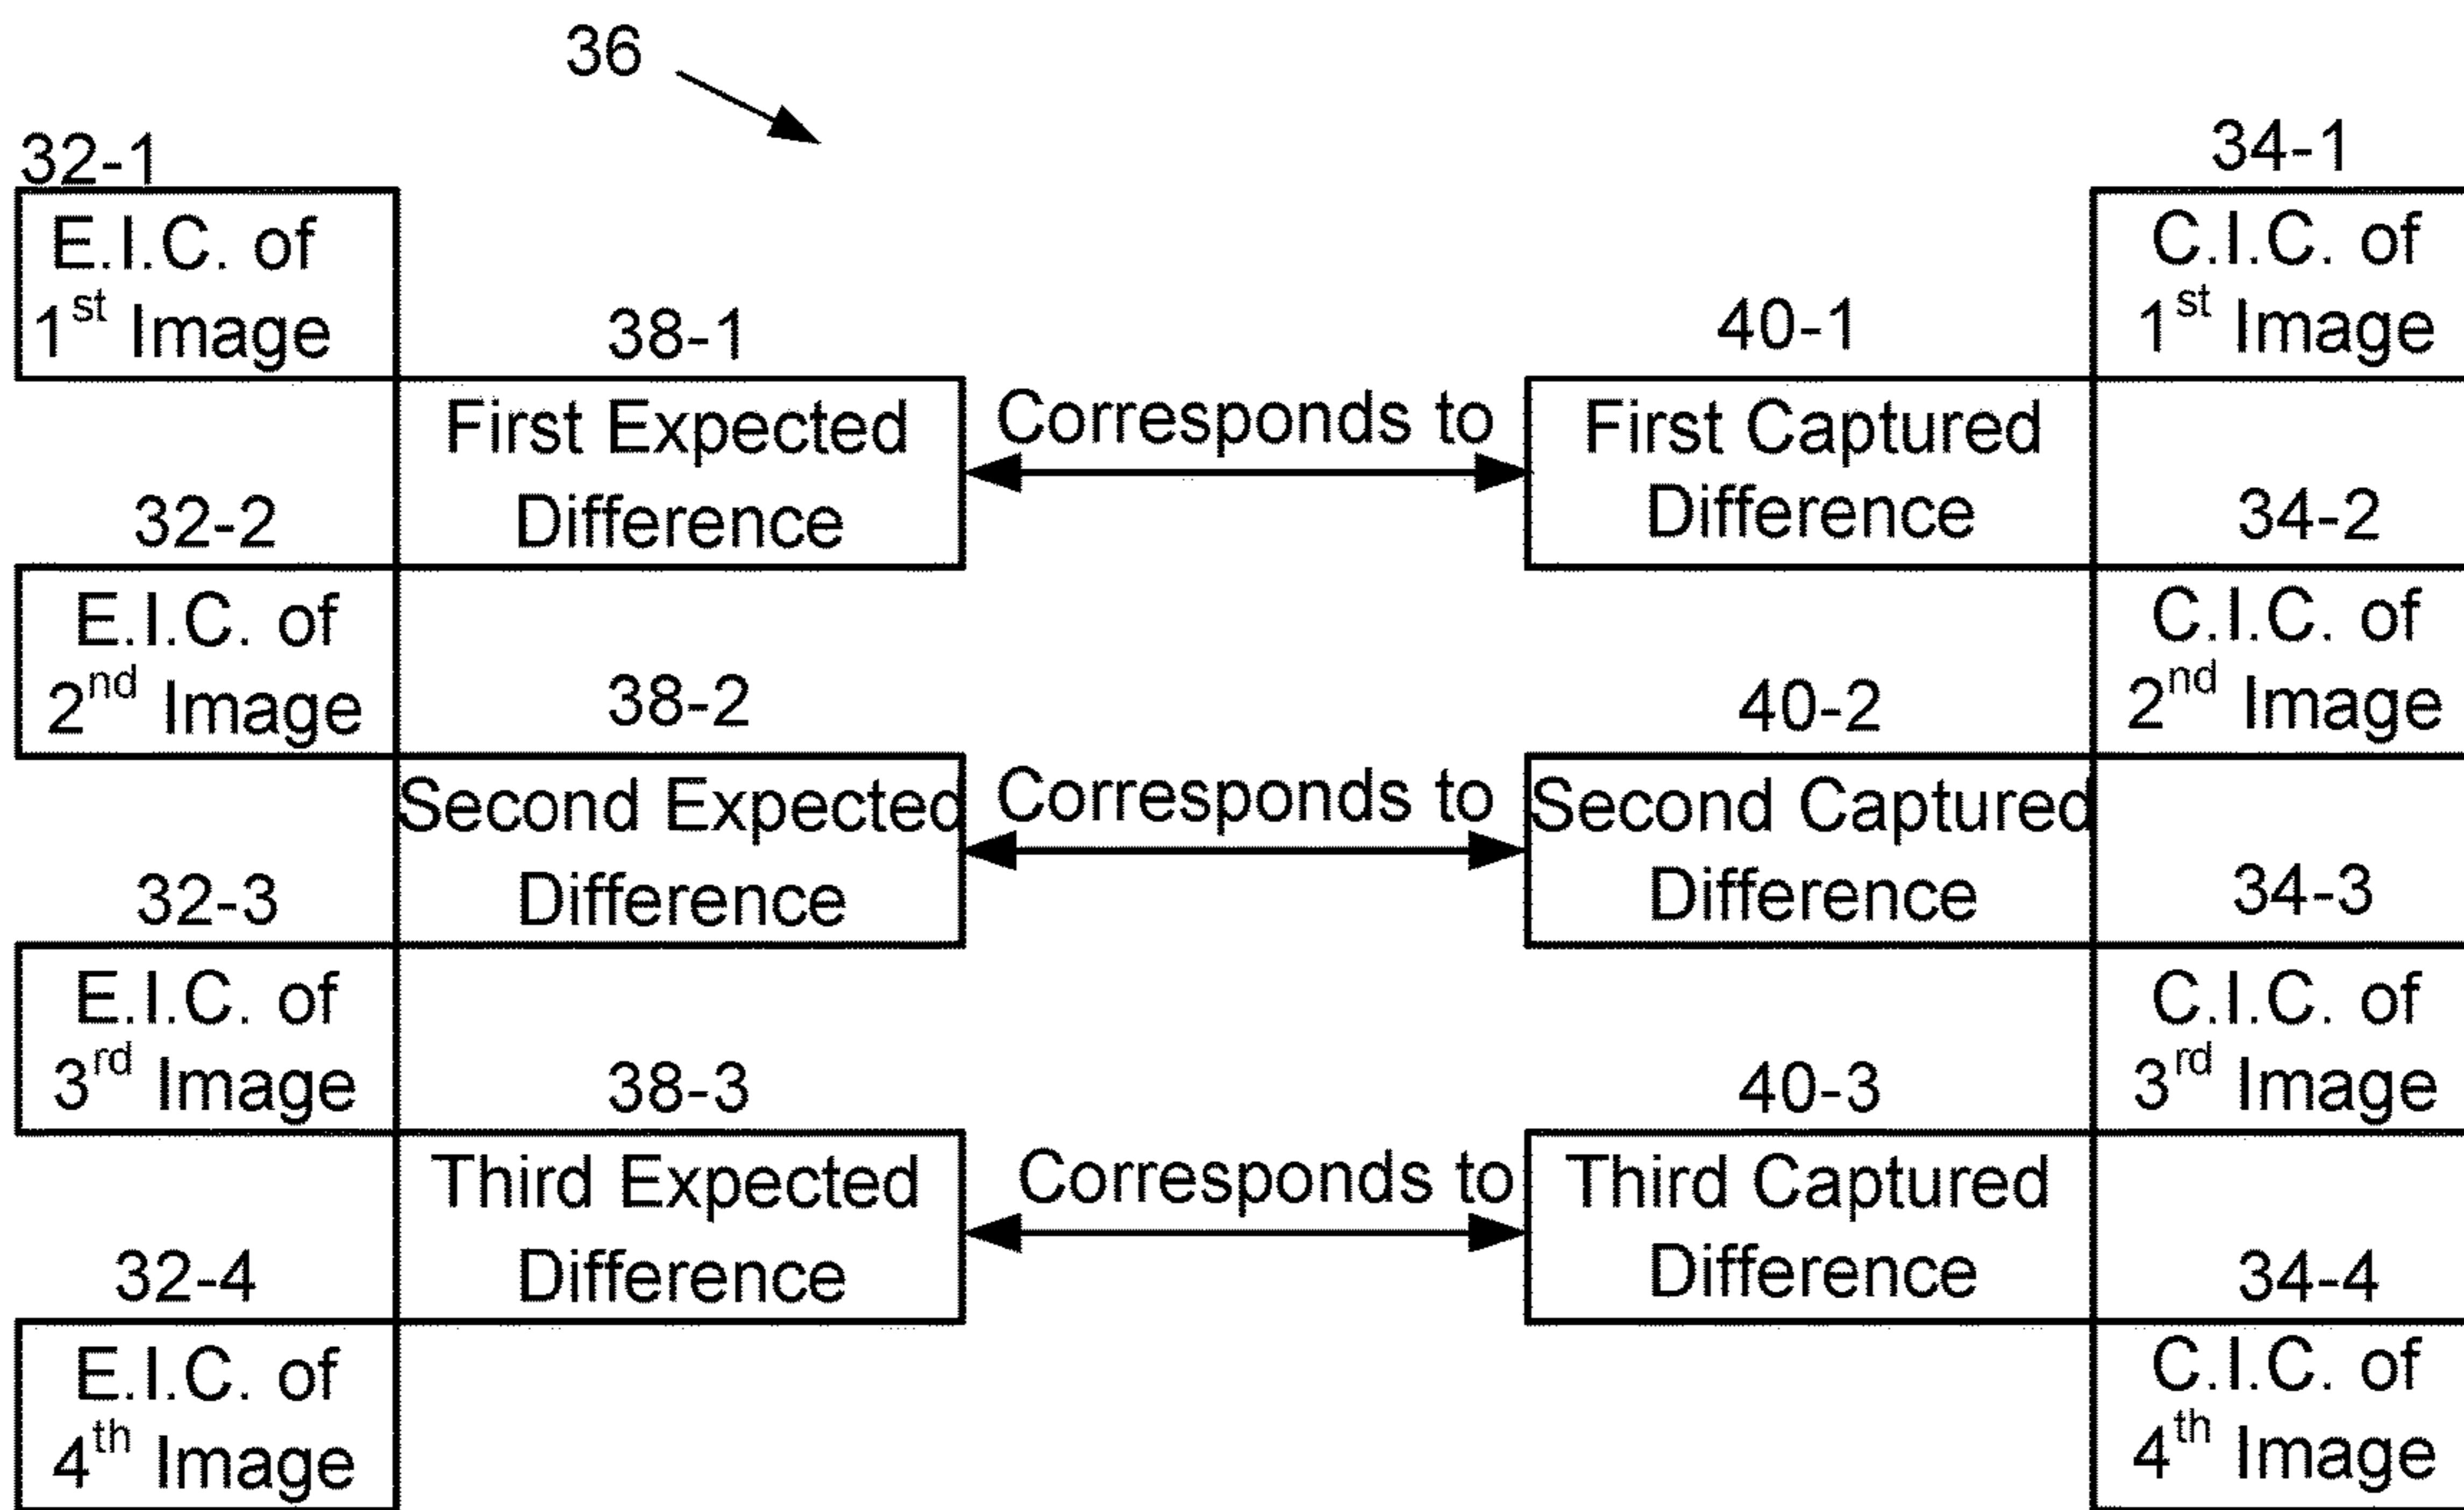 36
32-1
34-1
E.I.C. of
1st Image
C.I.C. of
1st Image
38-1
40-1
First Expected
Difference
Corresponds to
First Captured
Difference
32-2
34-2
E.I.C. of
2nd Image
C.I.C. of
2nd Image
38-2
40-2
Second Expected
Difference
Corresponds to
Second Captured
Difference
32-3
34-3
E.I.C. of
3rd Image
C.I.C. of
3rd Image
38-3
40-3
Third Expected
Difference
Corresponds to
Third Captured
Difference
32-4
34-4
E.I.C. of
4th Image
C.I.C. of
4th Image